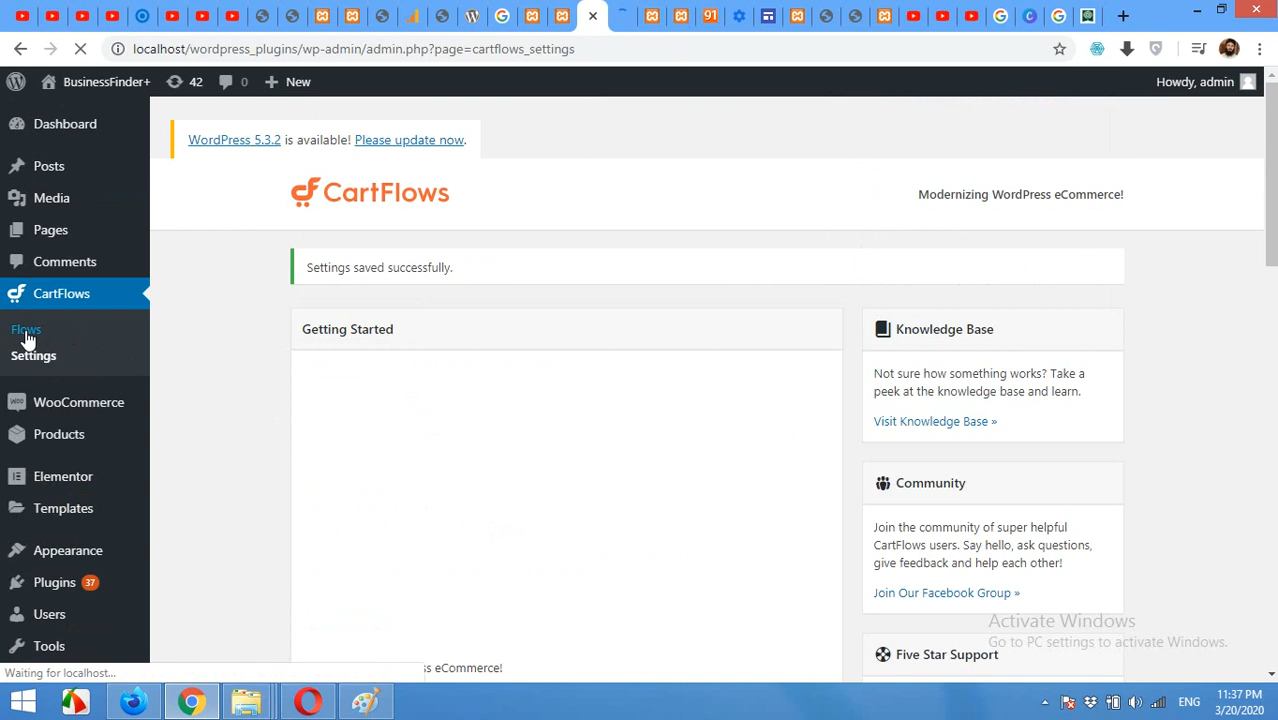 91
localhost/wordpress_plugins/wp-admin/admin.php?page=cartflows_settings
BusinessFinder+ 42 0 New Howdy, admin
Dashboard
Posts
Media
Pages
Comments
CartFlows
Flows
Settings
WooCommerce
Products
Elementor
Templates
Appearance
Plugins 37
Users
Tools
WordPress 5.3.2 is available! Please update now.
CartFlows
Modernizing WordPress eCommerce!
Settings saved successfully.
Getting Started
ss eCommerce!
Knowledge Base
Not sure how something works? Take a
peek at the knowledge base and learn.
Visit Knowledge Base »
Community
Join the community of super helpful
CartFlows users. Say hello, ask questions,
give feedback and help each other!
Join Our Facebook Group »
Five Star Support
Activate Windows
Go to PC settings to activate Windows.
Waiting for localhost...
ENG
11:37 PM
3/20/2020